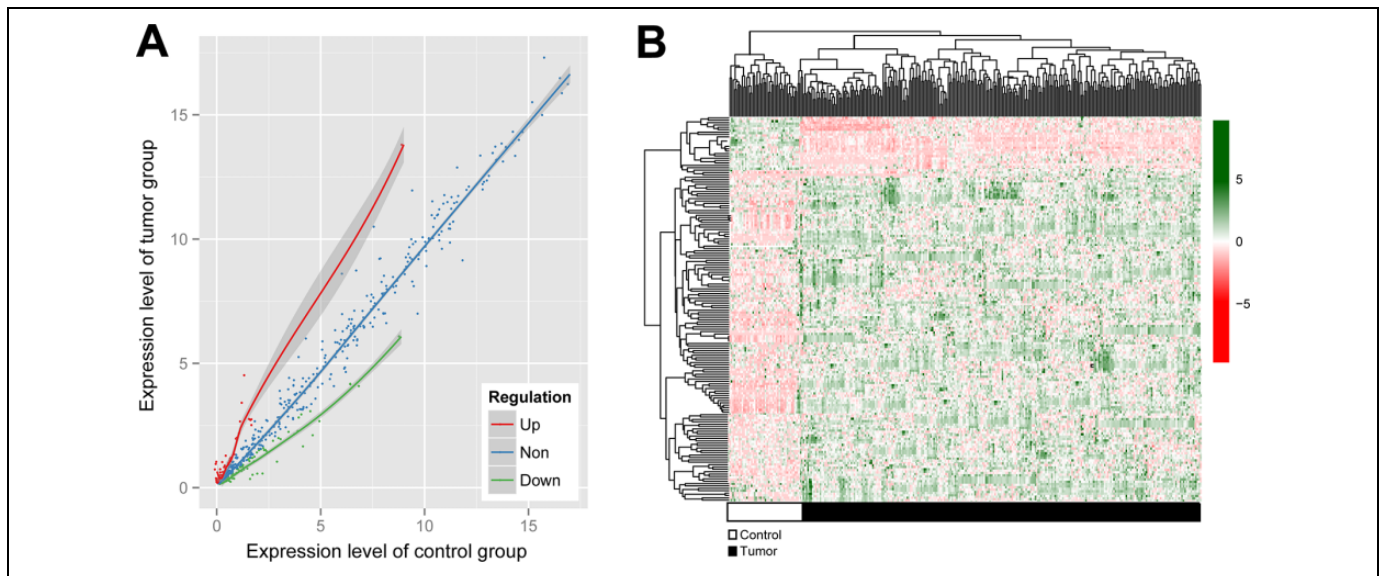 A
Expression level of tumor group
15
10
5
0
0 5 10 15
Expression level of control group
Regulation
Up
Non
Down
B
5
0
−5
Control
Tumor